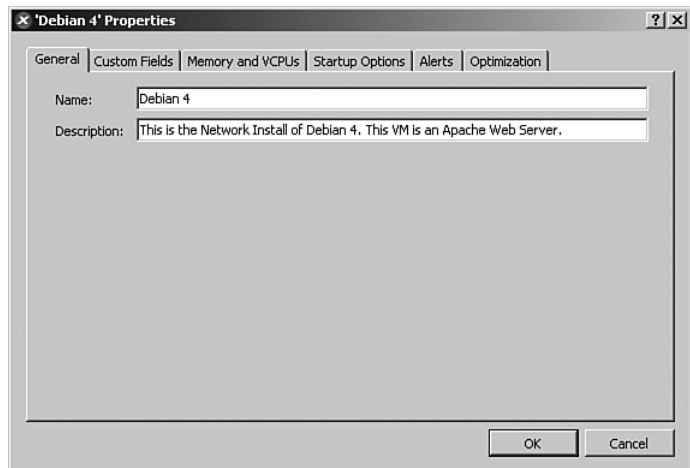 'Debian 4' Properties
General Custom Fields Memory and VCPUs Startup Options Alerts Optimization
Name: Debian 4
Description: This is the Network Install of Debian 4. This VM is an Apache Web Server.
OK Cancel